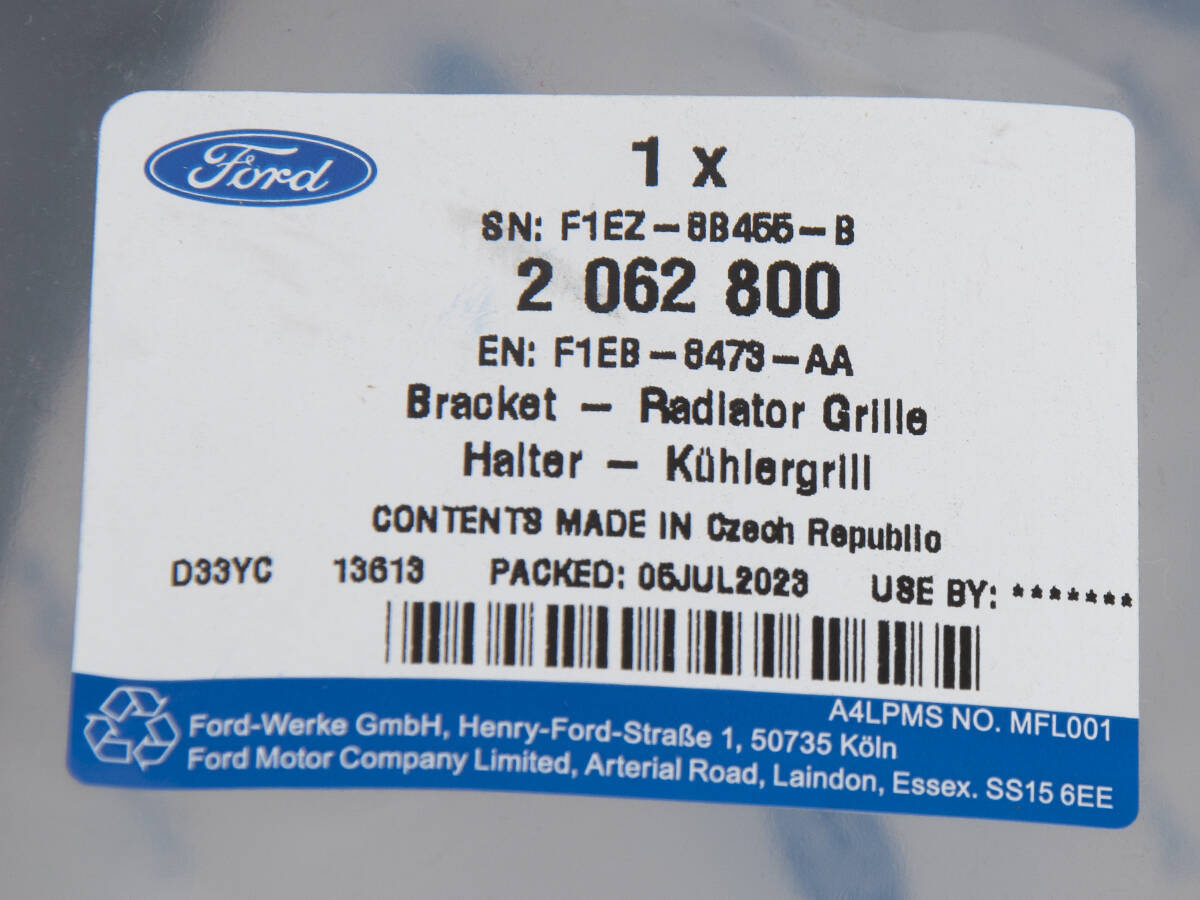 Ford
1 x
SN: F1EZ-8B455-B
2 062 800
EN: F1EB-8473-AA
Bracket - Radiator Grille
Halter - Kühlergrill
CONTENTS MADE IN Czech Republic
D33YC 13613 PACKED: 05JUL2023 USE BY: *******
A4LPMS NO. MFL001
Ford-Werke GmbH, Henry-Ford-Straße 1, 50735 Köln
Ford Motor Company Limited, Arterial Road, Laindon, Essex. SS15 6EE